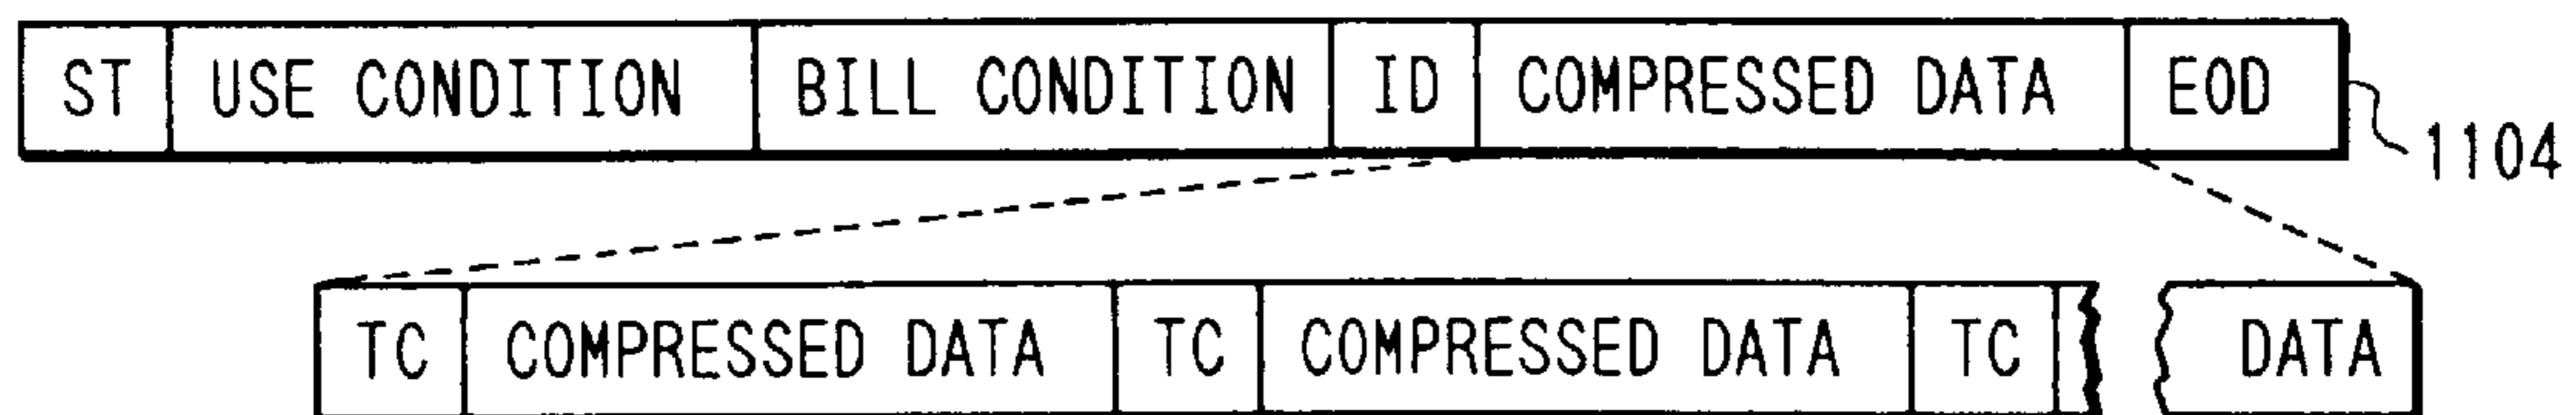 ST USE CONDITION BILL CONDITION ID COMPRESSED DATA EOD
1104
TC COMPRESSED DATA TC COMPRESSED DATA TC DATA